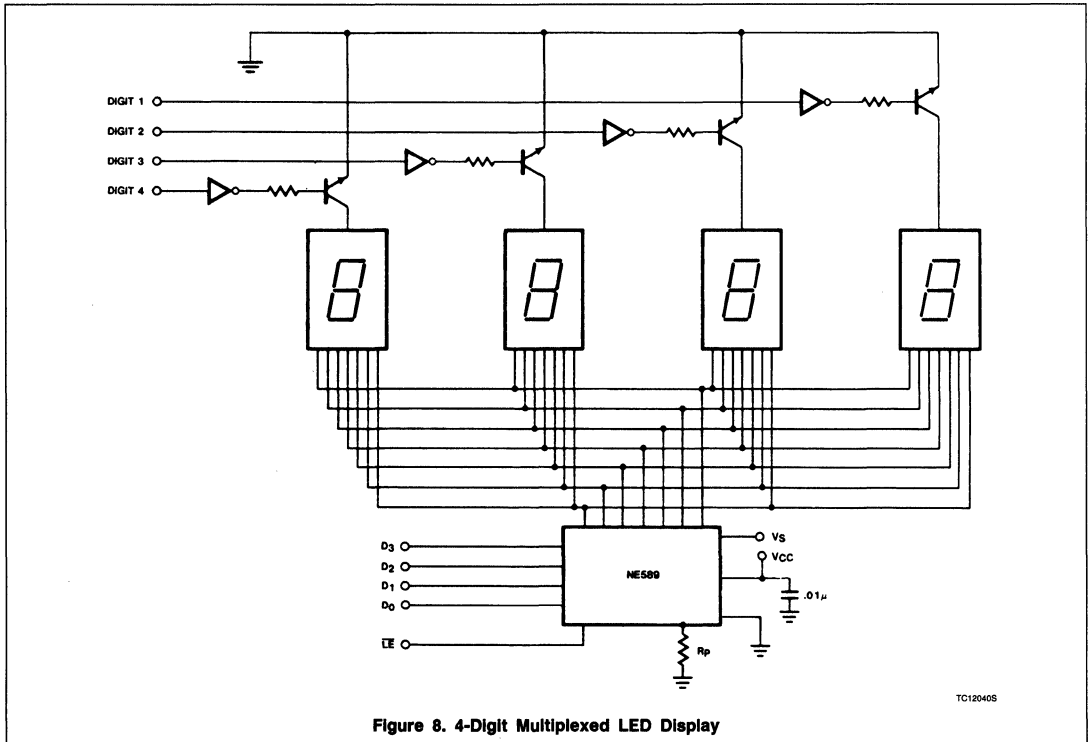 DIGIT 1
DIGIT 2
DIGIT 3
DIGIT 4
D3
D2
D1
D0
LE
NE589
VS
VCC
.01μ
RP
TC12040S
Figure 8. 4-Digit Multiplexed LED Display